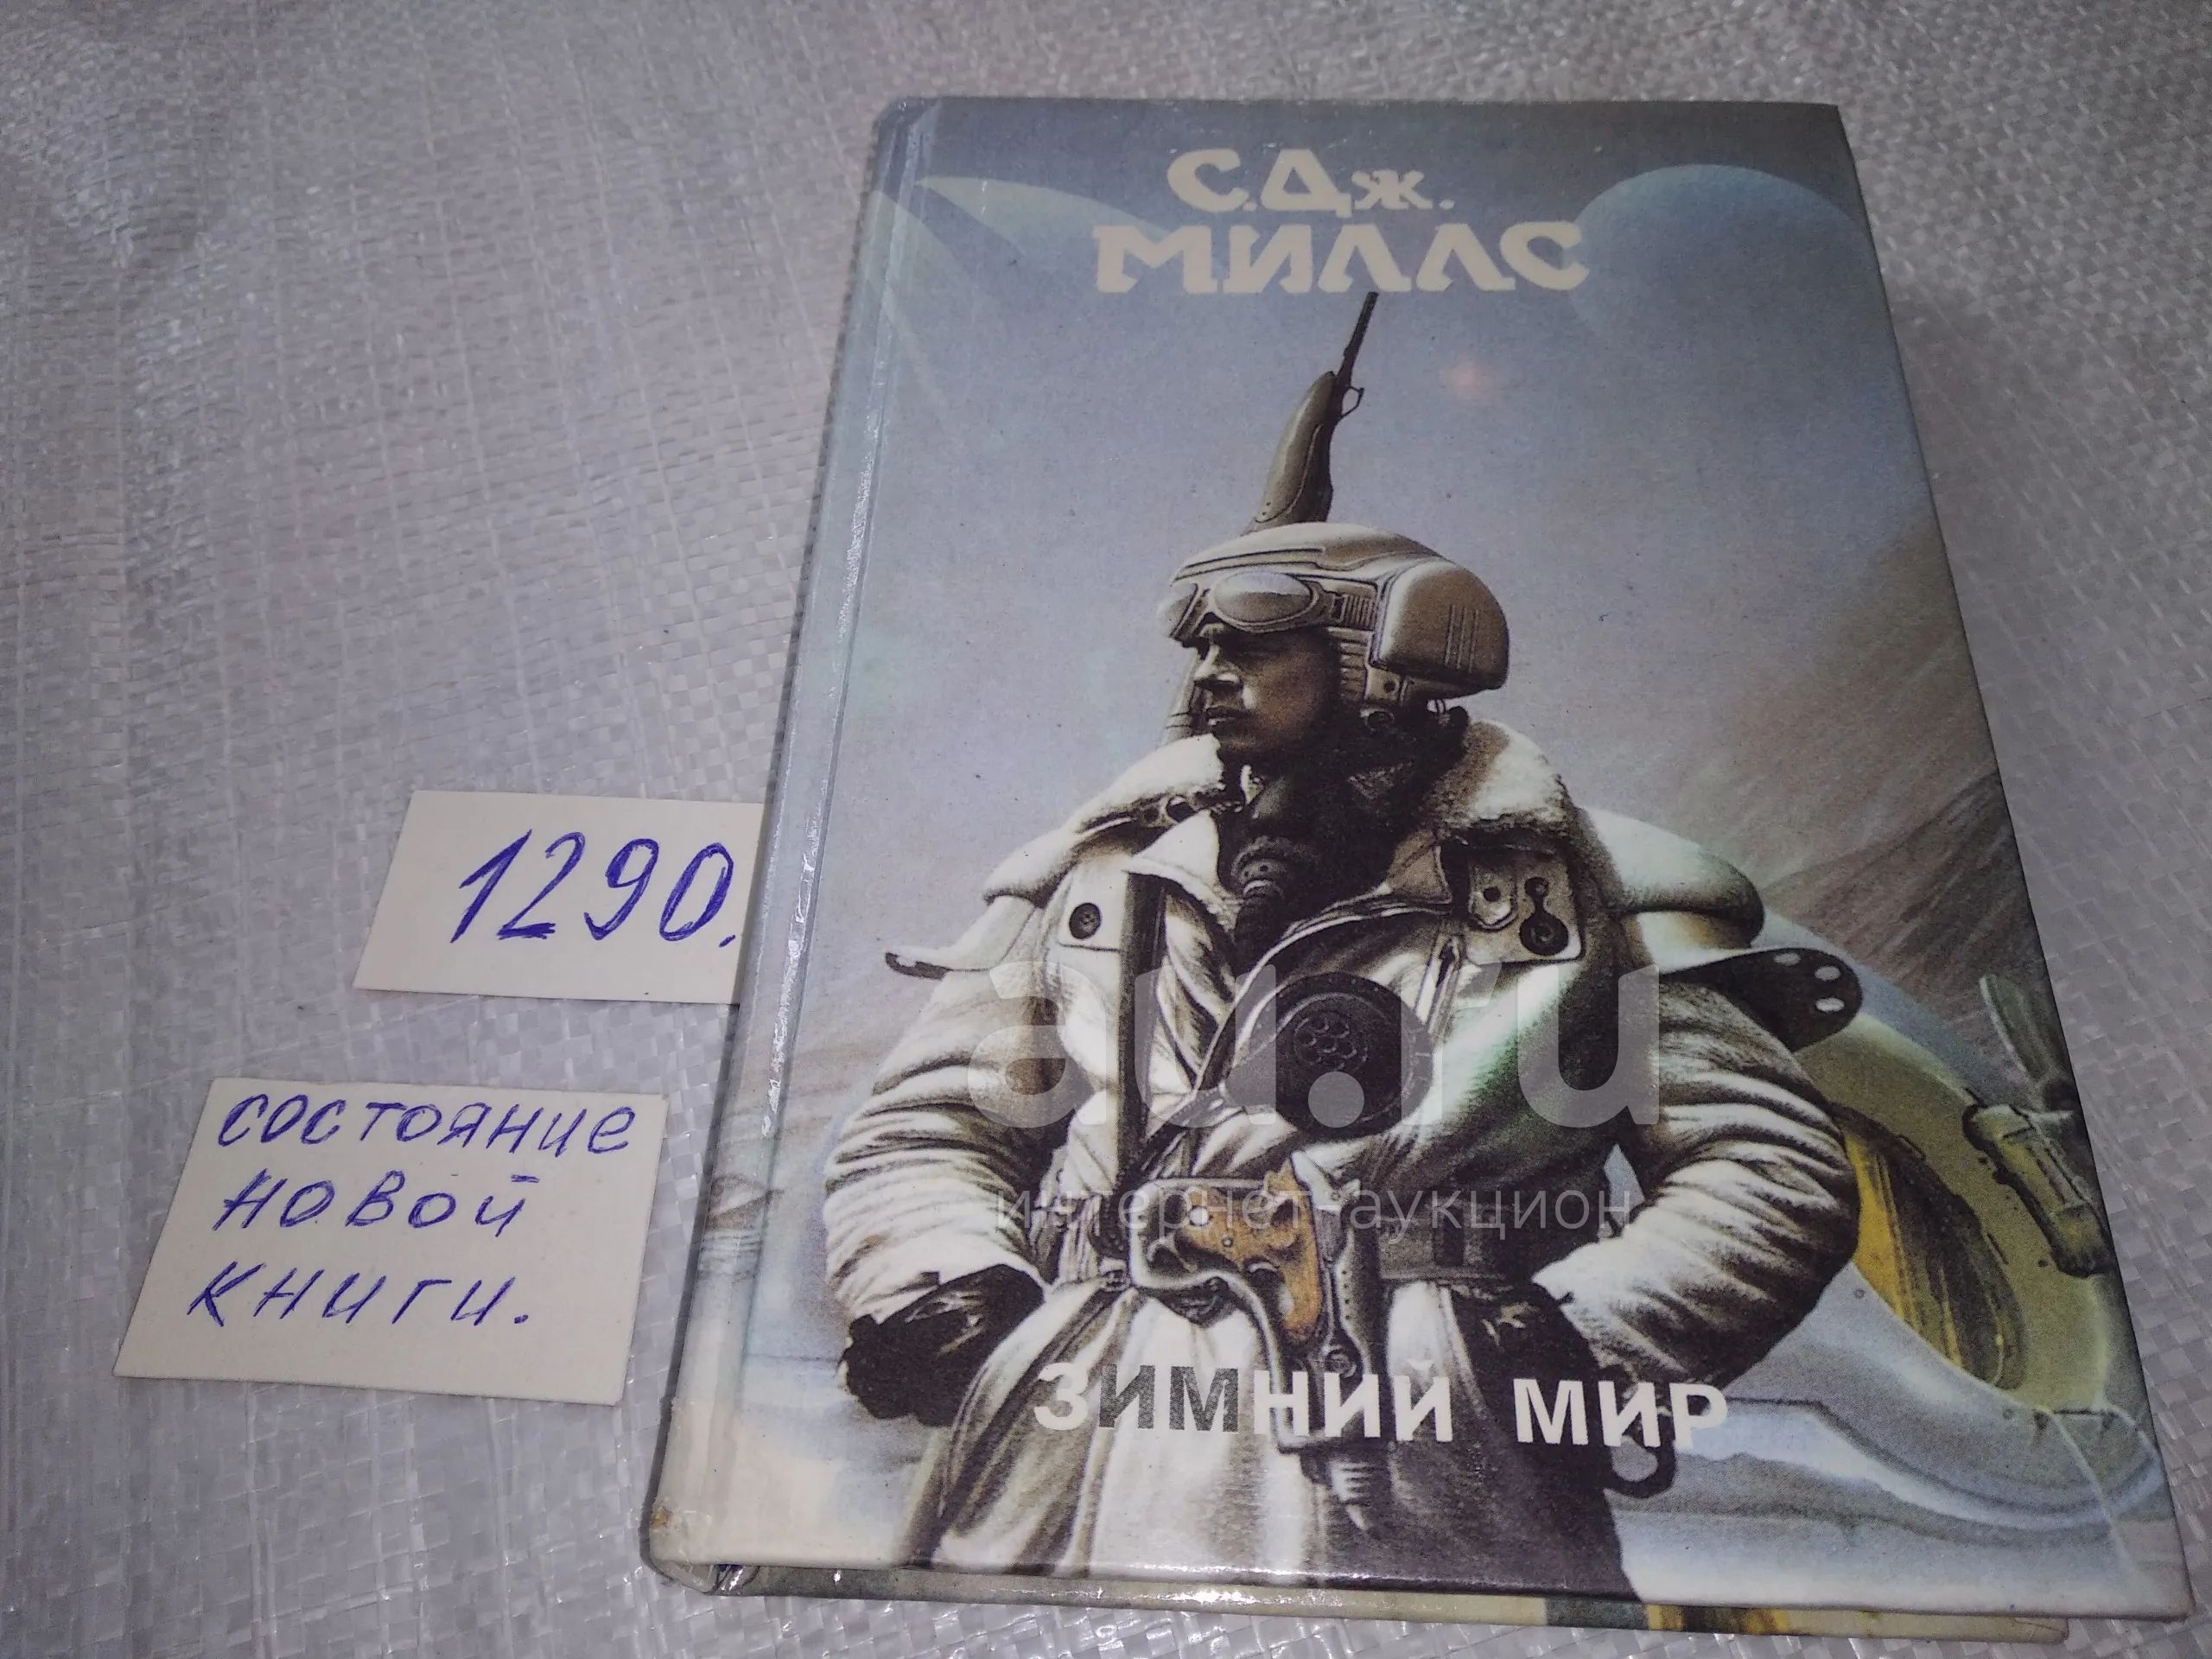 С.Дж.
МИЛЛС
1290.
состояние
новой
книги.
au.ru
интернет аукцион
ЗИМНИЙ МИР